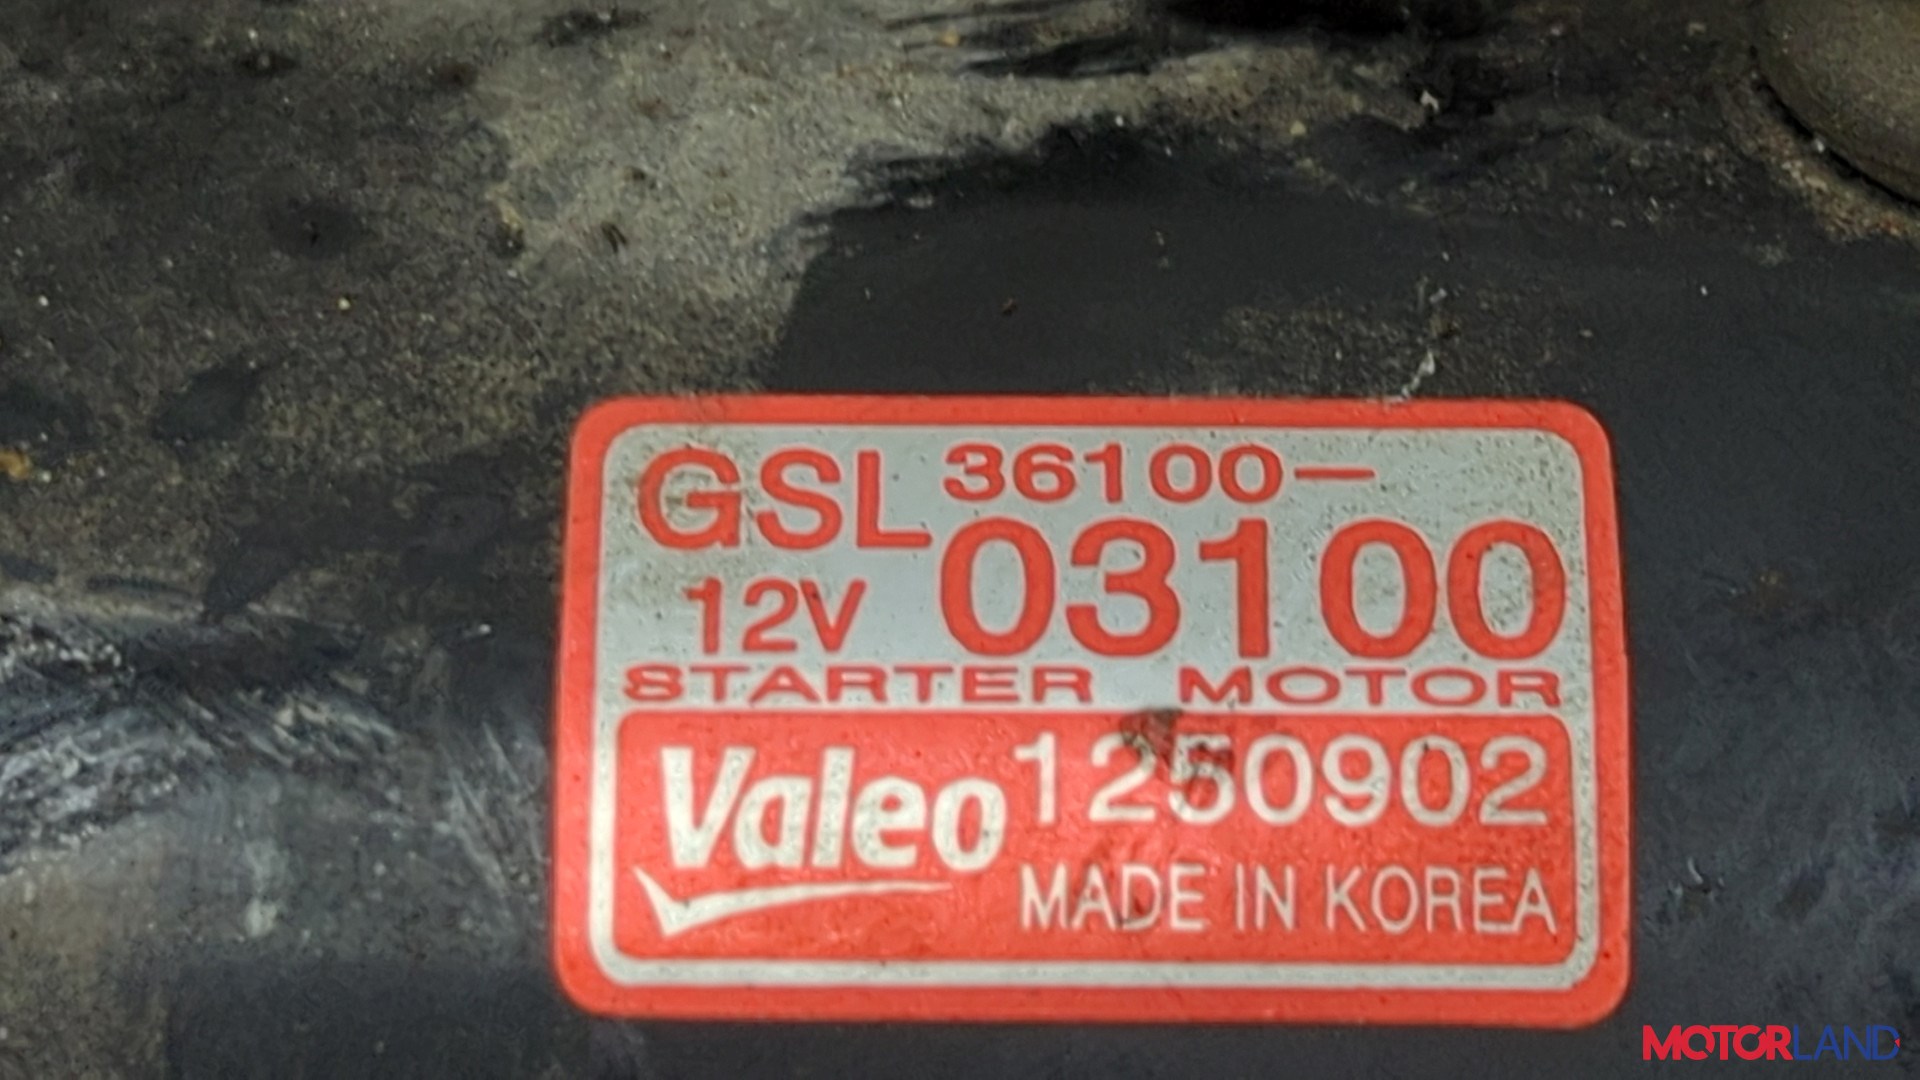 GSL 36100-
12V 03100
STARTER MOTOR
Valeo 1250902
MADE IN KOREA
MOTORLAND